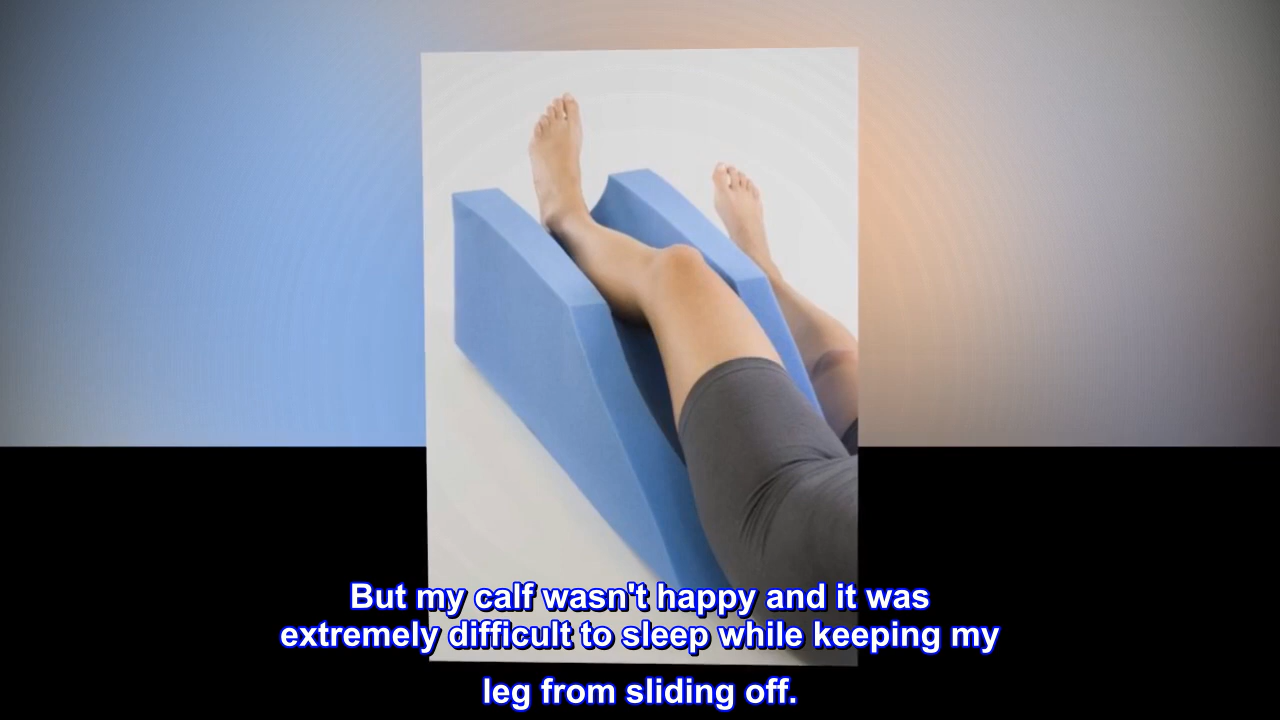 But my calf wasn't happy and it was
extremely difficult to sleep while keeping my
leg from sliding off.